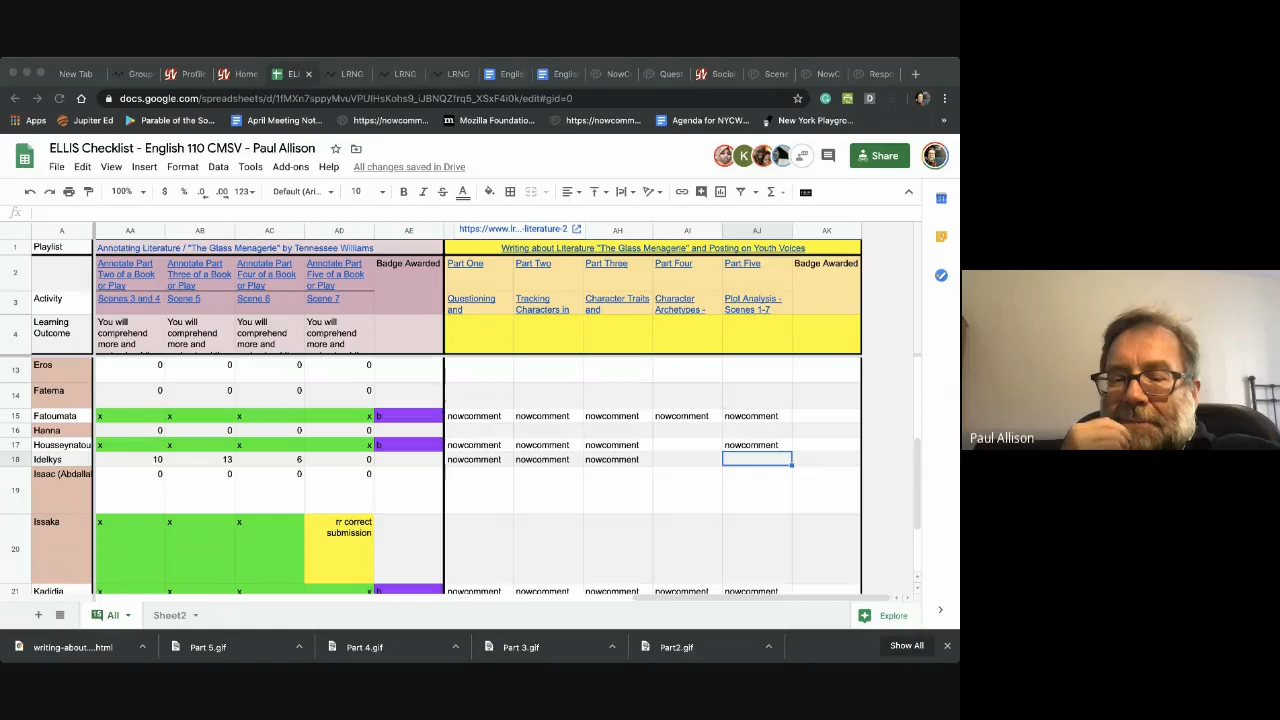 New Tab Group Profile Home ELI LRNG LRNG LRNG English English NowC Quest Social Scene NowC Respo
docs.google.com/spreadsheets/d/1fMXn7sppyMvuVPUIHsKohs9_iJBNQZfrq5_XSxF4i0k/edit#gid=0
Apps Jupiter Ed Parable of the So... April Meeting Not... https://nowcomm... Mozilla Foundatio... https://nowcomm... Agenda for NYCW... New York Playgro...
ELLIS Checklist - English 110 CMSV - Paul Allison
K
Share
File Edit View Insert Format Data Tools Add-ons Help All changes saved in Drive
100% $ % .0 .00 123 Default (Ari... 10 B I S A
fx
A AA AB AC AD AE https://www.lr...-literature-2 AH AI AJ AK
1 Playlist Annotating Literature / "The Glass Menagerie" by Tennessee Williams Writing about Literature "The Glass Menagerie" and Posting on Youth Voices
2 Annotate Part Two of a Book or Play Annotate Part Three of a Book or Play Annotate Part Four of a Book or Play Annotate Part Five of a Book or Play Badge Awarded Part One Part Two Part Three Part Four Part Five Badge Awarded
3 Activity Scenes 3 and 4 Scene 5 Scene 6 Scene 7 Questioning and Tracking Characters in Character Traits and Character Archetypes - Plot Analysis - Scenes 1-7
4 Learning Outcome You will comprehend more and You will comprehend more and You will comprehend more and You will comprehend more and
13 Eros 0 0 0 0
14 Fatema 0 0 0 0
15 Fatoumata x x x x b nowcomment nowcomment nowcomment nowcomment nowcomment
16 Hanna 0 0 0 0
17 Housseynatou x x x x b nowcomment nowcomment nowcomment nowcomment
18 Idelkys 10 13 6 0 nowcomment nowcomment nowcomment
19 Isaac (Abdallah 0 0 0 0
20 Issaka x x x rr correct submission
21 Kadidia x x x x b nowcomment nowcomment nowcomment nowcomment nowcomment
15 All Sheet2 Explore
writing-about....html Part 5.gif Part 4.gif Part 3.gif Part2.gif Show All
Paul Allison